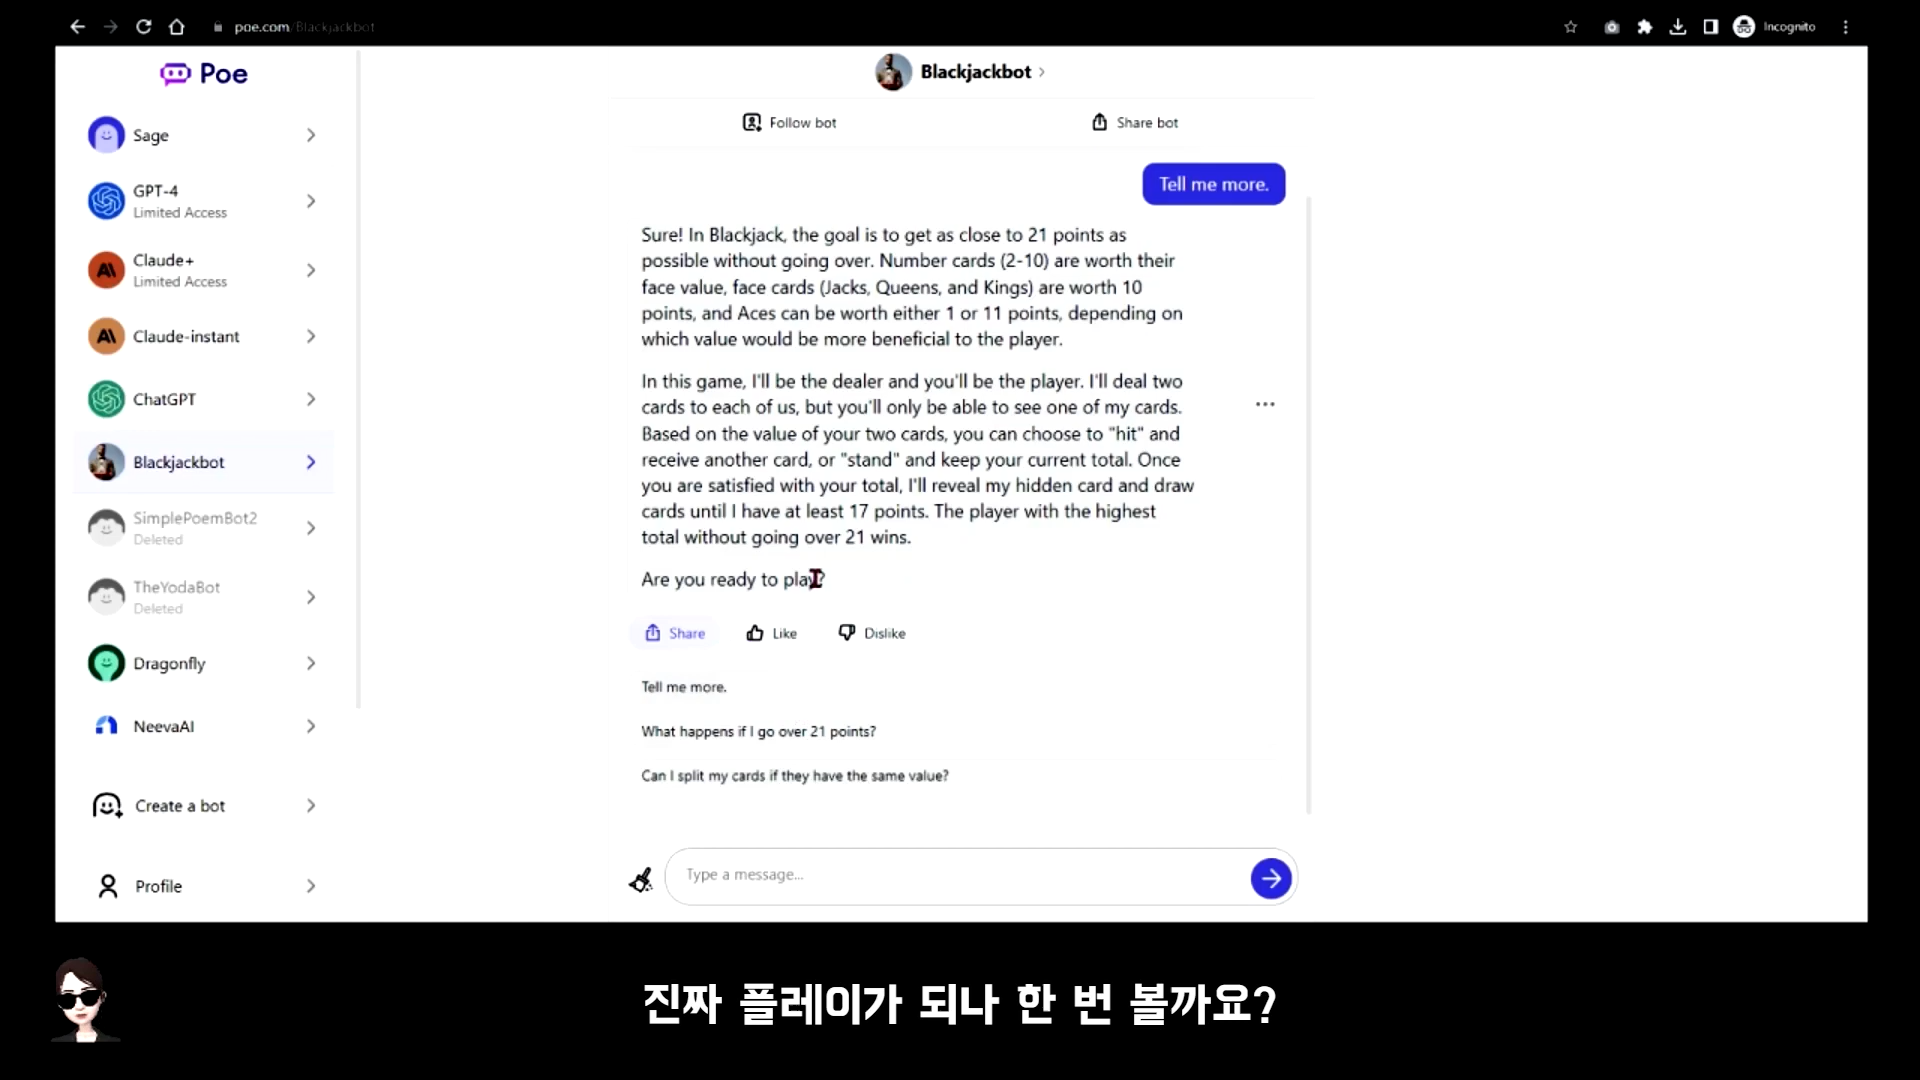 poe.com/Blackjackbot
Incognito
Poe
Sage
GPT-4
Limited Access
Claude+
Limited Access
Claude-instant
ChatGPT
Blackjackbot
SimplePoemBot2
Deleted
TheYodaBot
Deleted
Dragonfly
NeevaAI
Create a bot
Profile
Blackjackbot
Follow bot
Share bot
Tell me more.
Sure! In Blackjack, the goal is to get as close to 21 points as
possible without going over. Number cards (2-10) are worth their
face value, face cards (Jacks, Queens, and Kings) are worth 10
points, and Aces can be worth either 1 or 11 points, depending on
which value would be more beneficial to the player.
In this game, I'll be the dealer and you'll be the player. I'll deal two
cards to each of us, but you'll only be able to see one of my cards.
Based on the value of your two cards, you can choose to "hit" and
receive another card, or "stand" and keep your current total. Once
you are satisfied with your total, I'll reveal my hidden card and draw
cards until I have at least 17 points. The player with the highest
total without going over 21 wins.
Are you ready to play?
Share
Like
Dislike
Tell me more.
What happens if I go over 21 points?
Can I split my cards if they have the same value?
Type a message...
진짜 플레이가 되나 한 번 볼까요?